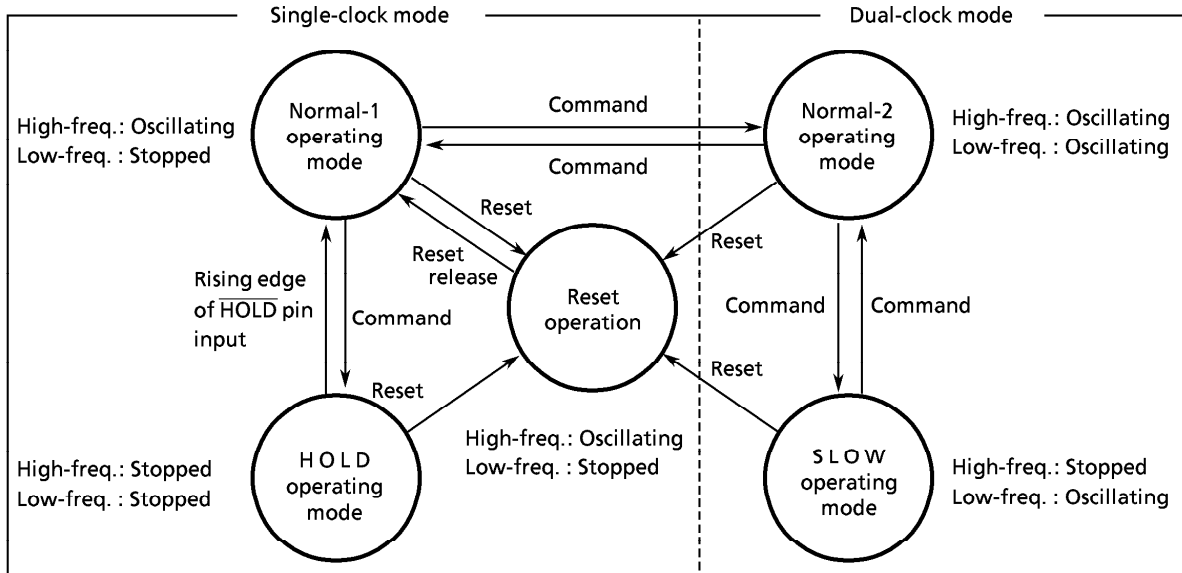 Single-clock mode
Dual-clock mode
Normal-1
operating
mode
High-freq.: Oscillating
Low-freq. : Stopped
Command
Command
Normal-2
operating
mode
High-freq.: Oscillating
Low-freq. : Oscillating
Reset
Reset
release
Reset
Rising edge
of HOLD pin
input
Command
Reset
operation
Command
Command
Reset
Reset
High-freq.: Oscillating
Low-freq. : Stopped
High-freq.: Stopped
Low-freq. : Stopped
H O L D
operating
mode
S L O W
operating
mode
High-freq.: Stopped
Low-freq. : Oscillating